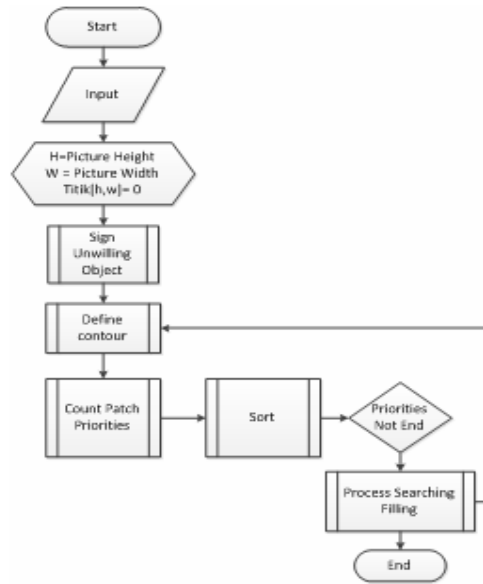 Start
Input
H=Picture Height
W = Picture Width
Titik[h,w]= 0
Sign
Unwilling
Object
Define
contour
Count Patch
Priorities
Sort
Priorities
Not End
Process Searching
Filling
End